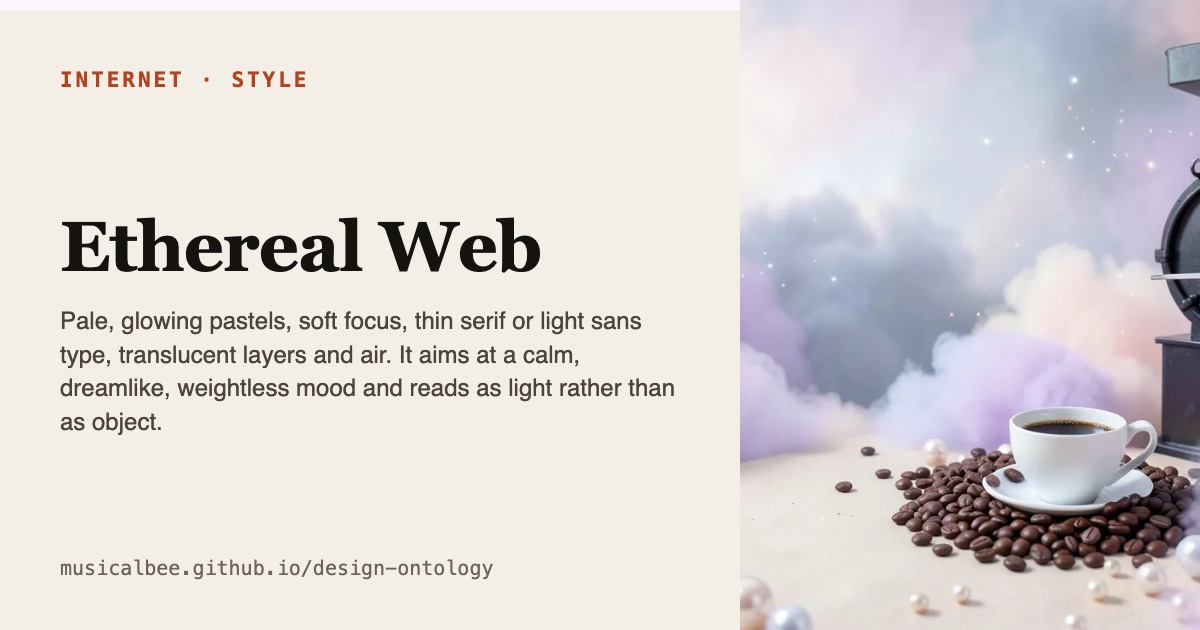 INTERNET · STYLE
Ethereal Web
Pale, glowing pastels, soft focus, thin serif or light sans
type, translucent layers and air. It aims at a calm,
dreamlike, weightless mood and reads as light rather than
as object.
musicalbee.github.io/design-ontology